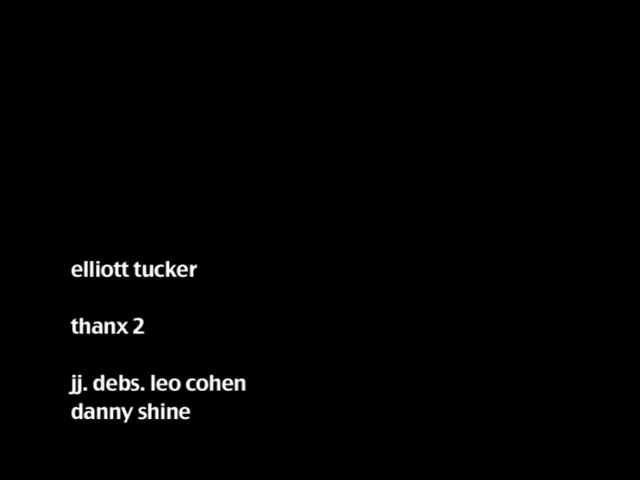 elliott tucker
thanx 2
jj. debs. leo cohen
danny shine